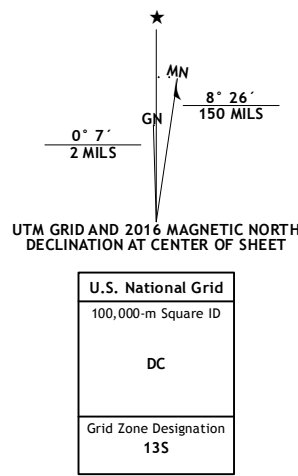 ★
MN
GN
0° 7´
2 MILS
8° 26´
150 MILS
UTM GRID AND 2016 MAGNETIC NORTH
DECLINATION AT CENTER OF SHEET
U.S. National Grid
100,000-m Square ID
DC
Grid Zone Designation
13S